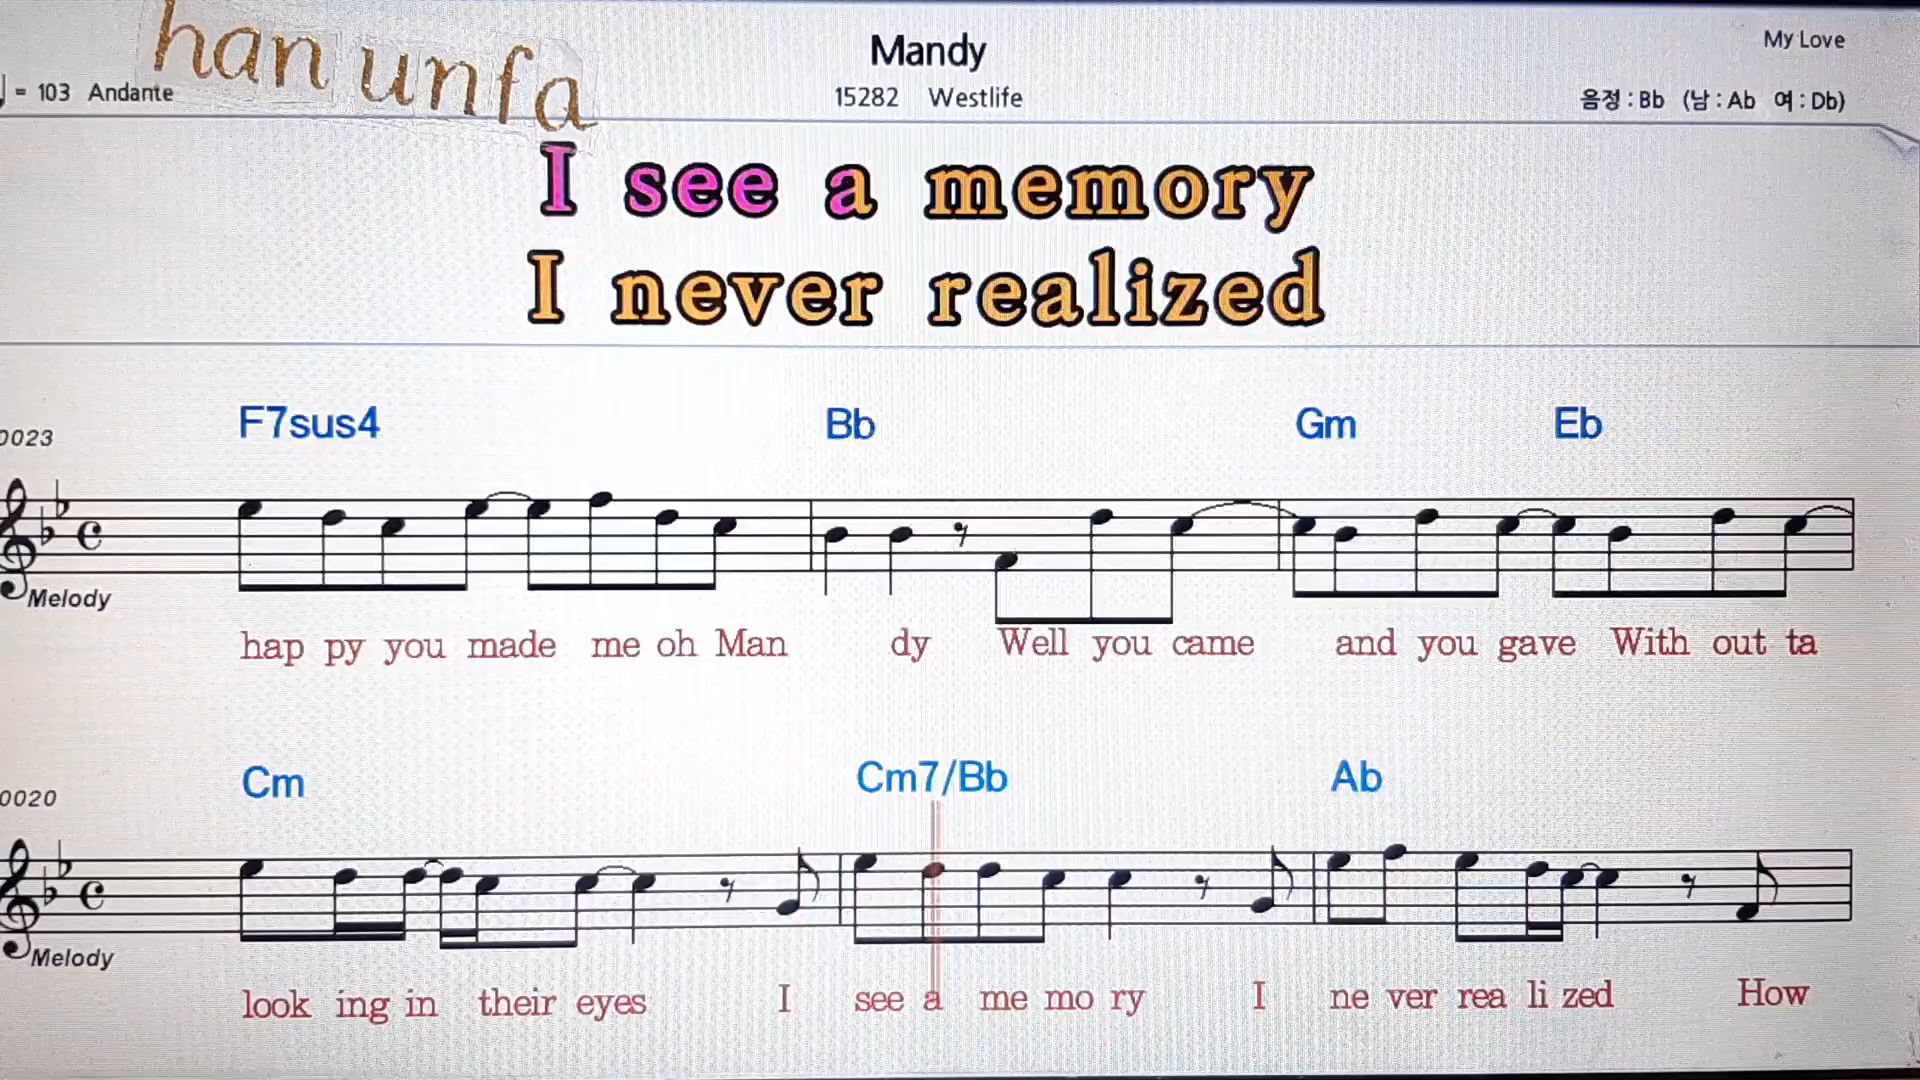 han unfa
Mandy
My Love
= 103 Andante
15282 Westlife
음정 : Bb (남 : Ab 여 : Db)
I see a memory
I never realized
F7sus4 Bb Gm Eb
0023
Melody
hap py you made me oh Man dy Well you came and you gave With out ta
Cm Cm7/Bb Ab
0020
Melody
look ing in their eyes I see a me mo ry I ne ver rea li zed How